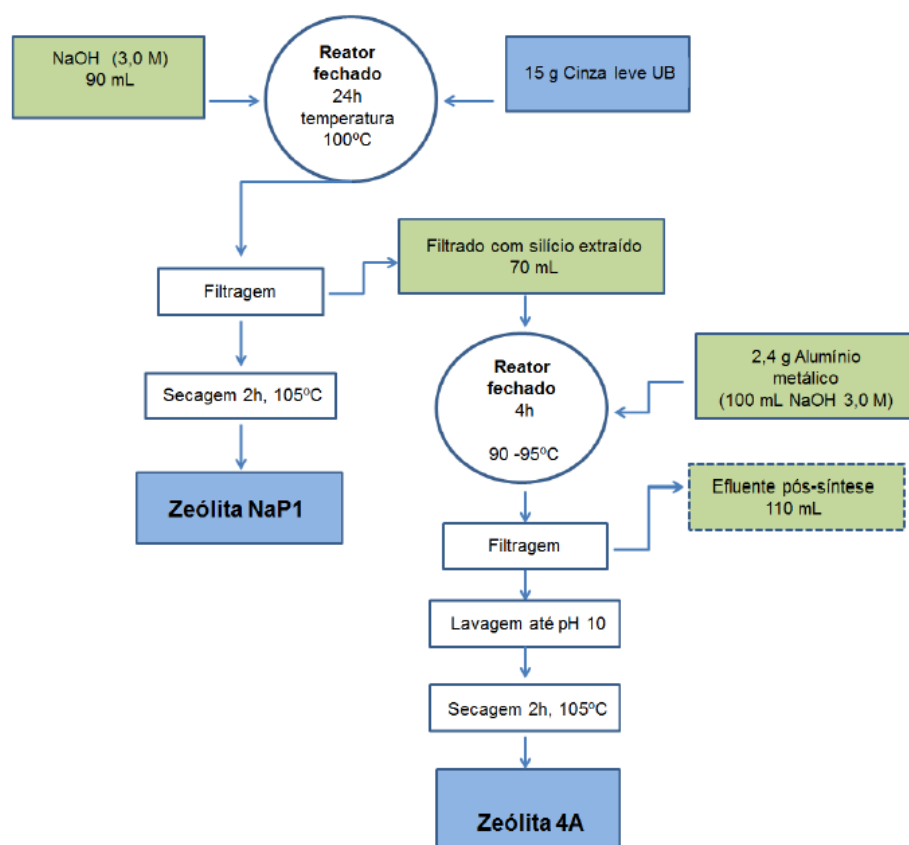 NaOH (3,0 M)
90 mL
Reator
fechado
24h
temperatura
100ºC
15 g Cinza leve UB
Filtragem
Filtrado com silício extraído
70 mL
Secagem 2h, 105ºC
Zeólita NaP1
Reator
fechado
4h
90 -95ºC
2,4 g Alumínio
metálico
(100 mL NaOH 3,0 M)
Efluente pós-síntese
110 mL
Filtragem
Lavagem até pH 10
Secagem 2h, 105ºC
Zeólita 4A